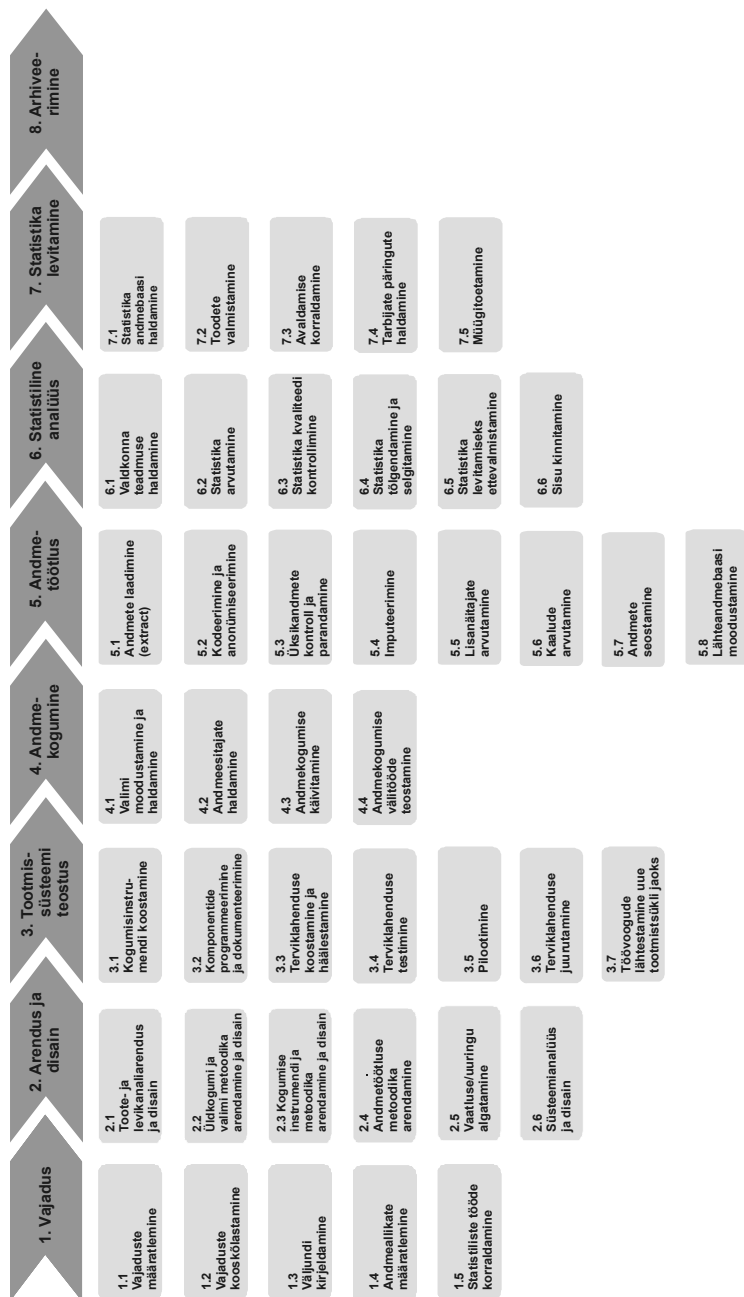 1. Vajadus
1.1
Vajaduste
määratlemine
1.2
Vajaduste
kooskõlastamine
1.3
Väljundi
kirjeldamine
1.4
Andmeallikate
määratlemine
1.5
Statistiliste tööde
korraldamine
2. Arendus ja
disain
2.1
Toote- ja
levikanaliarendus
ja disain
2.2
Üldkogumi ja
valimi metoodika
arendamine ja disain
2.3 Kogumise
instrumendi ja
metoodika
arendamine ja disain
2.4
Andmetöötluse
metoodika
arendamine
2.5
Vaatluse/uuringu
algatamine
2.6
Süsteemianalüüs
ja disain
3. Tootmis-
süsteemi
teostus
3.1
Kogumisinstru-
mendi koostamine
3.2
Komponentide
programmeerimine
ja dokumenteerimine
3.3
Terviklahenduse
koostamine ja
häälestamine
3.4
Terviklahenduse
testimine
3.5
Pilootimine
3.6
Terviklahenduse
juurutamine
3.7
Töövoogude
lähtestamine uue
tootmistsükli jaoks
4. Andme-
kogumine
4.1
Valimi
moodustamine ja
haldamine
4.2
Andmeesitajate
haldamine
4.3
Andmekogumise
käivitamine
4.4
Andmekogumise
välitööde
teostamine
5. Andme-
töötlus
5.1
Andmete laadimine
(extract)
5.2
Kodeerimine ja
anonümiseerimine
5.3
Üksikandmete
kontroll ja
parandamine
5.4
Imputeerimine
5.5
Lisanäitajate
arvutamine
5.6
Kaalude
arvutamine
5.7
Andmete
seostamine
5.8
Lähteandmebaasi
moodustamine
6. Statistiline
analüüs
6.1
Valdkonna
teadmuse
haldamine
6.2
Statistika
arvutamine
6.3
Statistika kvaliteedi
kontrollimine
6.4
Statistika
tõlgendamine ja
selgitamine
6.5
Statistika
levitamiseks
ettevalmistamine
6.6
Sisu kinnitamine
7. Statistika
levitamine
7.1
Statistika
andmebaasi
haldamine
7.2
Toodete
valmistamine
7.3
Avaldamise
korraldamine
7.4
Tarbijate päringute
haldamine
7.5
Müügitoetamine
8. Arhivee-
rimine